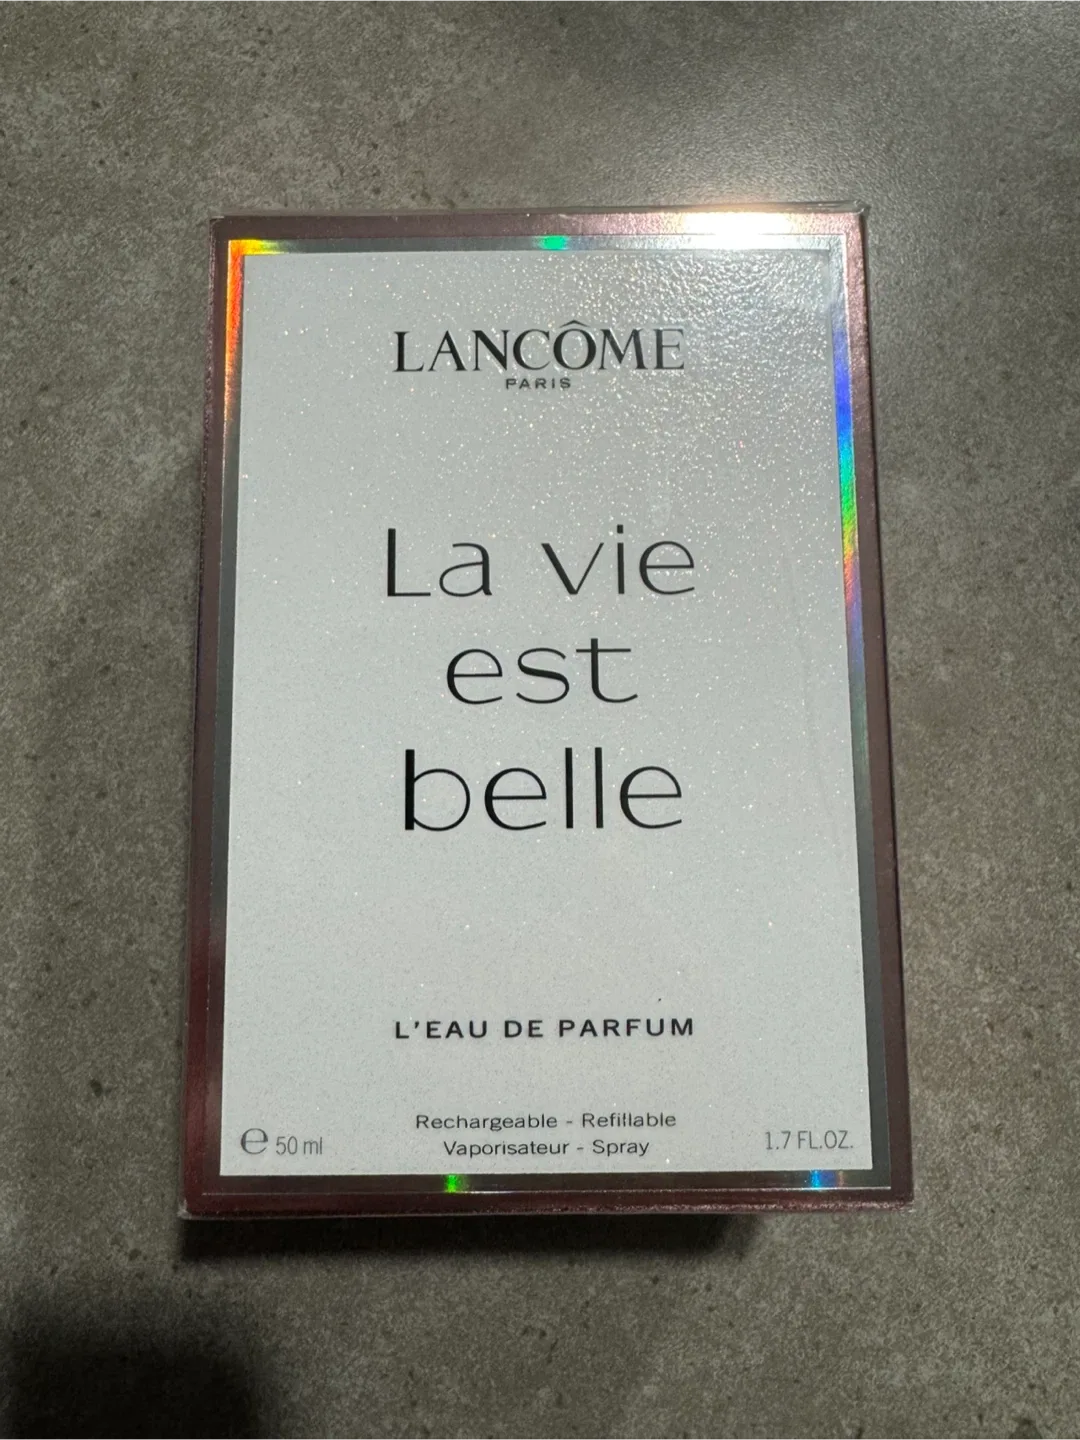 LANCÔME
PARIS
La vie
est
belle
L'EAU DE PARFUM
Rechargeable - Refillable
Vaporisateur - Spray
℮ 50 ml
1.7 FL.OZ.